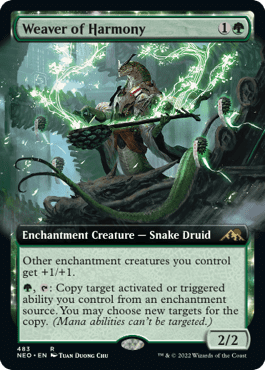 Weaver of Harmony 1
Enchantment Creature — Snake Druid
Other enchantment creatures you control
get +1/+1.
, : Copy target activated or triggered
ability you control from an enchantment
source. You may choose new targets for
the copy. (Mana abilities can't be targeted.)
2/2
483 R
NEO • EN Tuan Duong Chu ™ & © 2022 Wizards of the Coast